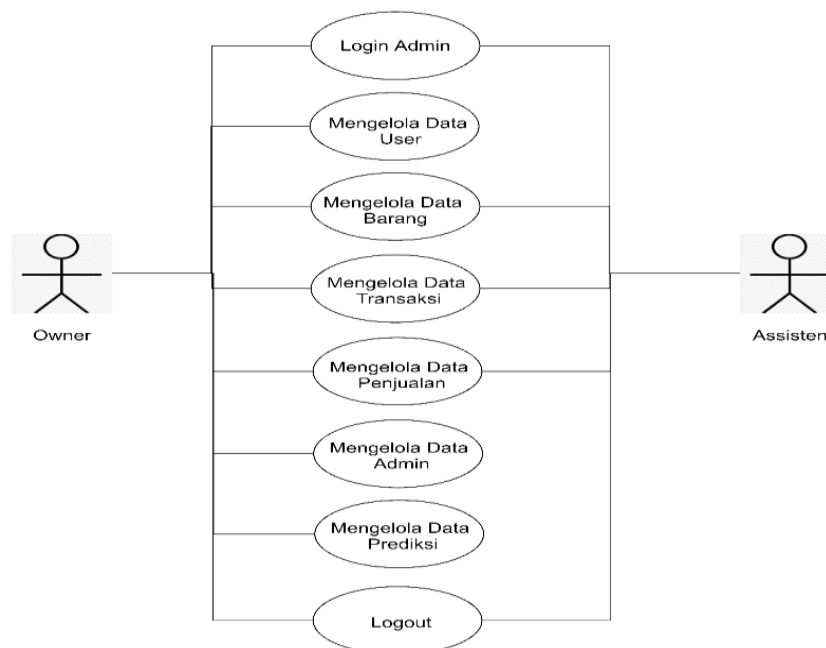 Login Admin
Mengelola Data
User
Mengelola Data
Barang
Mengelola Data
Transaksi
Owner
Assisten
Mengelola Data
Penjualan
Mengelola Data
Admin
Mengelola Data
Prediksi
Logout